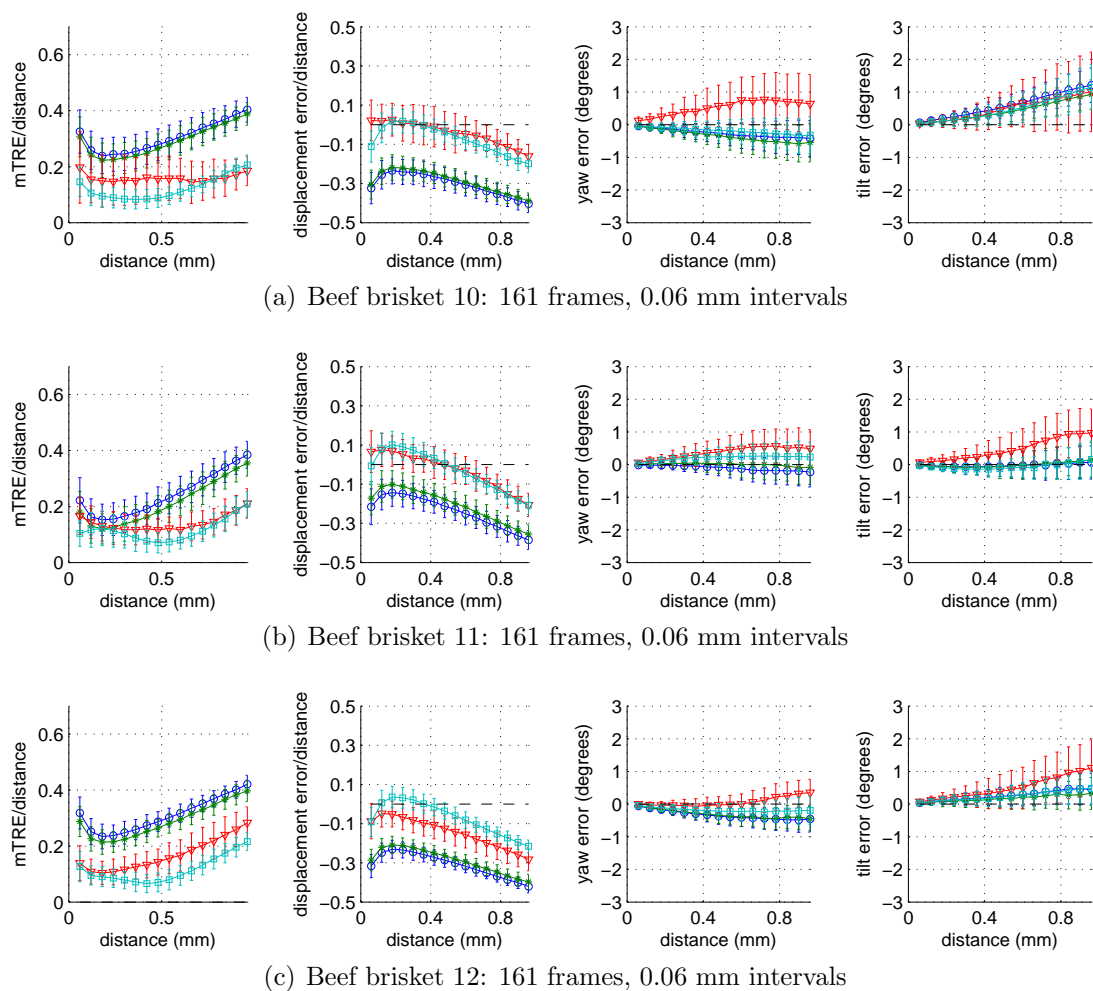 0.6
0.4
0.2
0
0 0.5
mTRE/distance
distance (mm)
0.5
0.3
0.1
−0.1
−0.3
−0.5
0 0.4 0.8
displacement error/distance
distance (mm)
3
2
1
0
−1
−2
−3
0 0.4 0.8
yaw error (degrees)
distance (mm)
3
2
1
0
−1
−2
−3
0 0.4 0.8
tilt error (degrees)
distance (mm)
(a) Beef brisket 10: 161 frames, 0.06 mm intervals
0.6
0.4
0.2
0
0 0.5
mTRE/distance
distance (mm)
0.5
0.3
0.1
−0.1
−0.3
−0.5
0 0.4 0.8
displacement error/distance
distance (mm)
3
2
1
0
−1
−2
−3
0 0.4 0.8
yaw error (degrees)
distance (mm)
3
2
1
0
−1
−2
−3
0 0.4 0.8
tilt error (degrees)
distance (mm)
(b) Beef brisket 11: 161 frames, 0.06 mm intervals
0.6
0.4
0.2
0
0 0.5
mTRE/distance
distance (mm)
0.5
0.3
0.1
−0.1
−0.3
−0.5
0 0.4 0.8
displacement error/distance
distance (mm)
3
2
1
0
−1
−2
−3
0 0.4 0.8
yaw error (degrees)
distance (mm)
3
2
1
0
−1
−2
−3
0 0.4 0.8
tilt error (degrees)
distance (mm)
(c) Beef brisket 12: 161 frames, 0.06 mm intervals